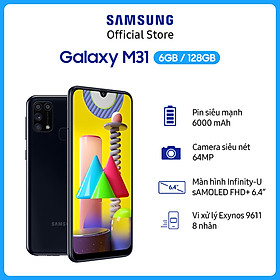 SAMSUNG
Official Store
Galaxy M31 6GB / 128GB
Pin siêu mạnh
6000 mAh
Camera siêu nét
64MP
6.4"
Màn hình Infinity-U
sAMOLED FHD+ 6.4"
Vi xử lý Exynos 9611
8 nhân
SAMSUNG